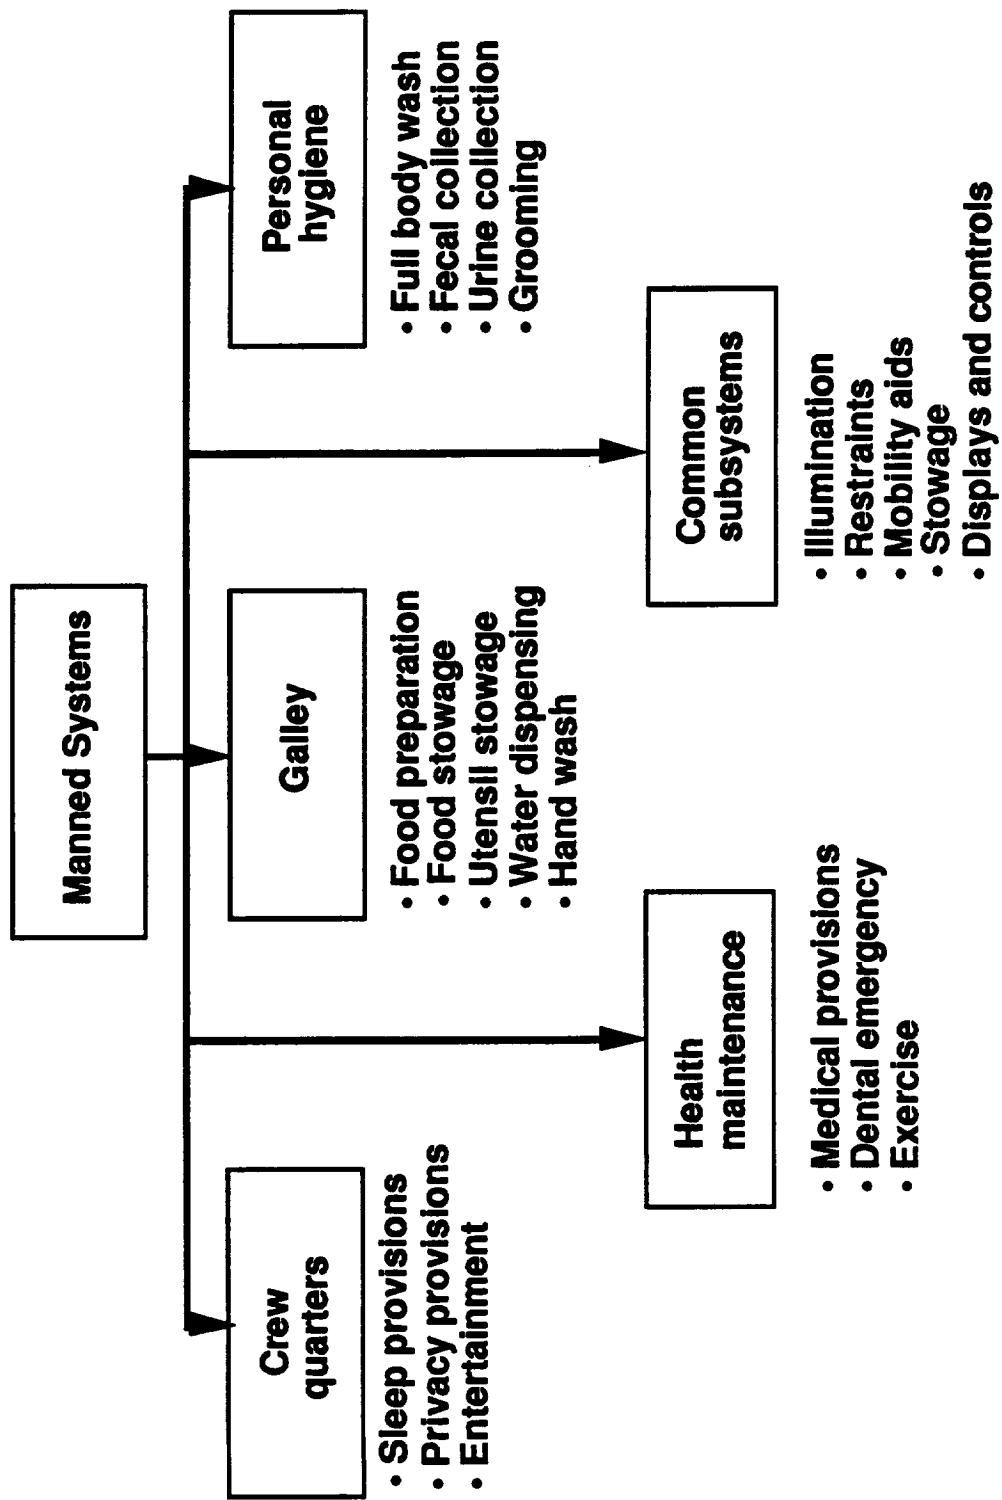 Manned Systems
Crew
quarters
• Sleep provisions
• Privacy provisions
• Entertainment
Galley
• Food preparation
• Food stowage
• Utensil stowage
• Water dispensing
• Hand wash
Personal
hygiene
• Full body wash
• Fecal collection
• Urine collection
• Grooming
Health
maintenance
• Medical provisions
• Dental emergency
• Exercise
Common
subsystems
• Illumination
• Restraints
• Mobility aids
• Stowage
• Displays and controls